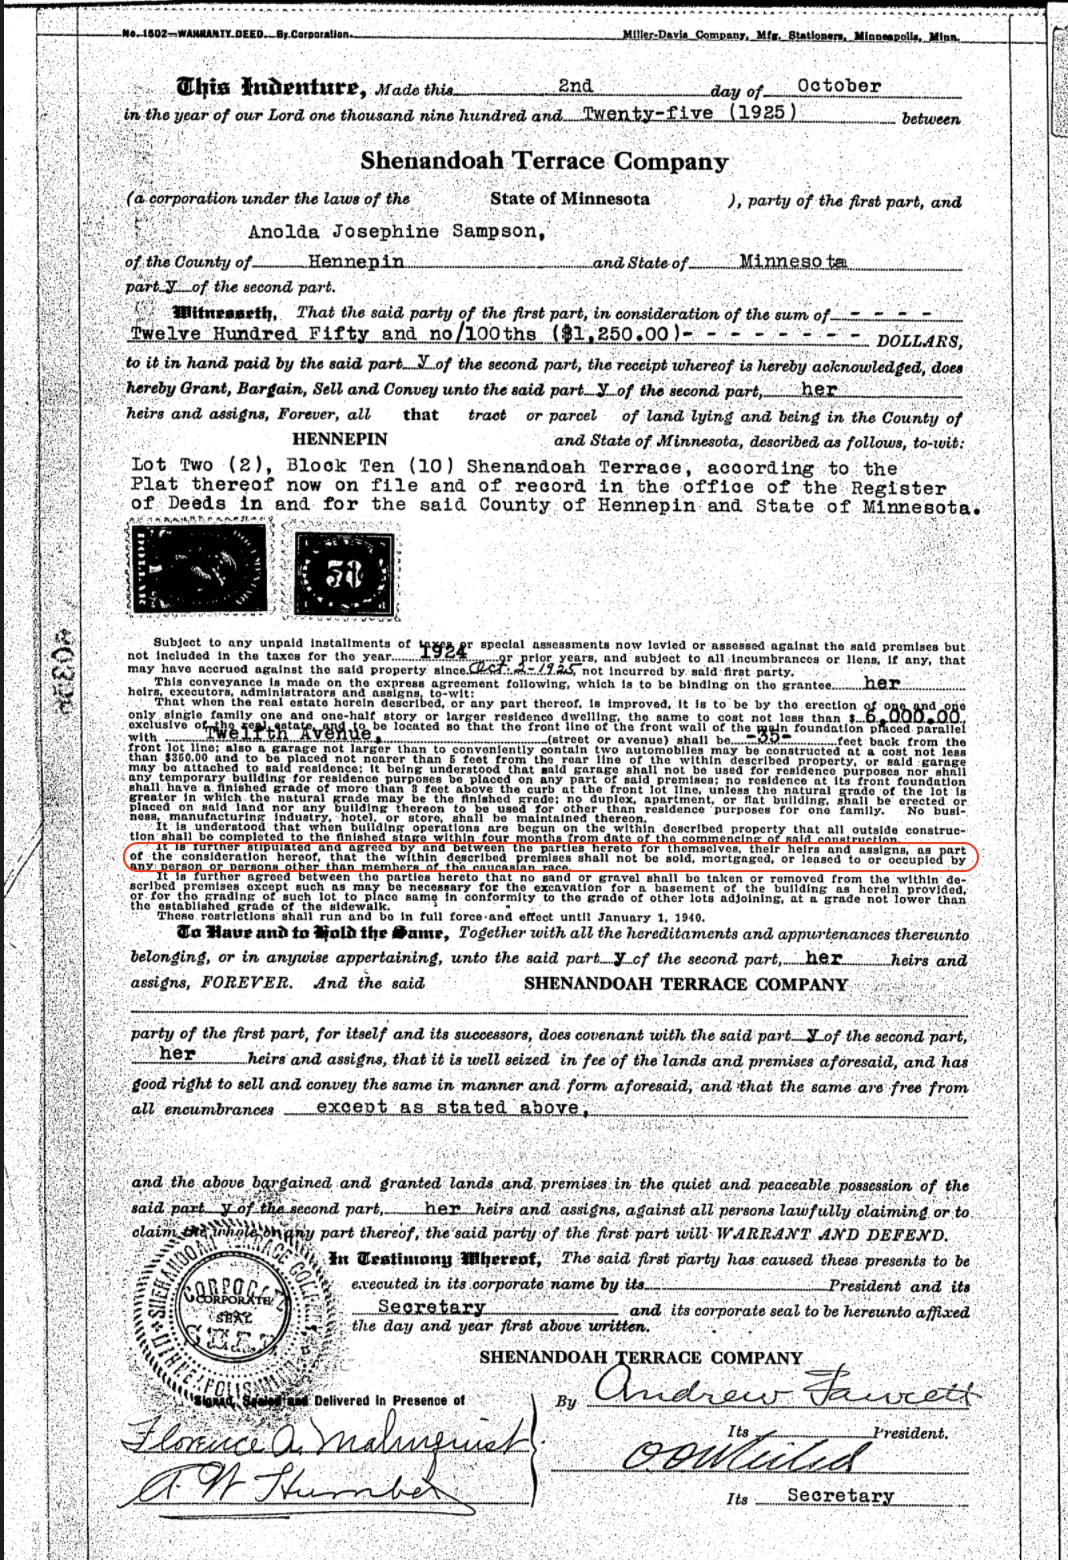 No. 1602—WARRANTY DEED. By Corporation.
Miller-Davis Company, Mfg. Stationers, Minneapolis, Minn.
This Indenture, Made this 2nd day of October
in the year of our Lord one thousand nine hundred and Twenty-five (1925) between
Shenandoah Terrace Company
(a corporation under the laws of the State of Minnesota ), party of the first part, and
Anolda Josephine Sampson,
of the County of Hennepin and State of Minnesota
part y of the second part.
Witnesseth, That the said party of the first part, in consideration of the sum of - - - -
Twelve Hundred Fifty and no/100ths ($1,250.00)- - - - - - - - DOLLARS,
to it in hand paid by the said part y of the second part, the receipt whereof is hereby acknowledged, does
hereby Grant, Bargain, Sell and Convey unto the said part y of the second part, her
heirs and assigns, Forever, all that tract or parcel of land lying and being in the County of
HENNEPIN and State of Minnesota, described as follows, to-wit:
Lot Two (2), Block Ten (10) Shenandoah Terrace, according to the
Plat thereof now on file and of record in the office of the Register
of Deeds in and for the said County of Hennepin and State of Minnesota.
DOLLAR 1
50
Subject to any unpaid installments of taxes or special assessments now levied or assessed against the said premises but
not included in the taxes for the year 1924 or prior years, and subject to all incumbrances or liens, if any, that
may have accrued against the said property since Oct. 2-1925, not incurred by said first party.
This conveyance is made on the express agreement following, which is to be binding on the grantee her
heirs, executors, administrators and assigns, to-wit:
That when the real estate herein described, or any part thereof, is improved, it is to be by the erection of one and one
only single family one and one-half story or larger residence dwelling, the same to cost not less than $ 6,000.00,
exclusive of the real estate, and to be located so that the front line of the front wall of the main foundation placed parallel
with Twelfth Avenue, (street or avenue) shall be -35- feet back from the
front lot line; also a garage not larger than to conveniently contain two automobiles may be constructed at a cost not less
than $350.00 and to be placed not nearer than 5 feet from the rear line of the within described property, or said garage
may be attached to said residence; it being understood that said garage shall not be used for residence purposes nor shall
any temporary building for residence purposes be placed on any part of said premises; no residence at its front foundation
shall have a finished grade of more than 3 feet above the curb at the front lot line, unless the natural grade of the lot is
greater in which the natural grade may be the finished grade; no duplex, apartment, or flat building, shall be erected or
placed on said land nor any building thereon to be used for other than residence purposes for one family. No busi-
ness, manufacturing industry, hotel, or store, shall be maintained thereon.
It is understood that when building operations are begun on the within described property that all outside construc-
tion shall be completed to the finished stage within four months from date of the commencing of said construction.
It is further stipulated and agreed by and between the parties hereto for themselves, their heirs and assigns, as part
of the consideration hereof, that the within described premises shall not be sold, mortgaged, or leased to or occupied by
any person or persons other than members of the caucasian race.
It is further agreed between the parties hereto that no sand or gravel shall be taken or removed from the within de-
scribed premises except such as may be necessary for the excavation for a basement of the building as herein provided,
or for the grading of such lot to place same in conformity to the grade of other lots adjoining, at a grade not lower than
the established grade of the sidewalk.
These restrictions shall run and be in full force and effect until January 1, 1940.
To Have and to Hold the Same, Together with all the hereditaments and appurtenances thereunto
belonging, or in anywise appertaining, unto the said part y of the second part, her heirs and
assigns, FOREVER. And the said SHENANDOAH TERRACE COMPANY
party of the first part, for itself and its successors, does covenant with the said part y of the second part,
her heirs and assigns, that it is well seized in fee of the lands and premises aforesaid, and has
good right to sell and convey the same in manner and form aforesaid, and that the same are free from
all encumbrances except as stated above,
and the above bargained and granted lands and premises in the quiet and peaceable possession of the
said part y of the second part, her heirs and assigns, against all persons lawfully claiming or to
claim the whole or any part thereof, the said party of the first part will WARRANT AND DEFEND.
In Testimony Whereof, The said first party has caused these presents to be
executed in its corporate name by its President and its
Secretary and its corporate seal to be hereunto affixed
the day and year first above written.
CORPORATE
SEAL
SHENANDOAH TERRACE COMPANY
Signed, Sealed and Delivered in Presence of
By Andrew Fawcett
Its President.
Florence A. Malmquist
A. W. Humber
Its Secretary